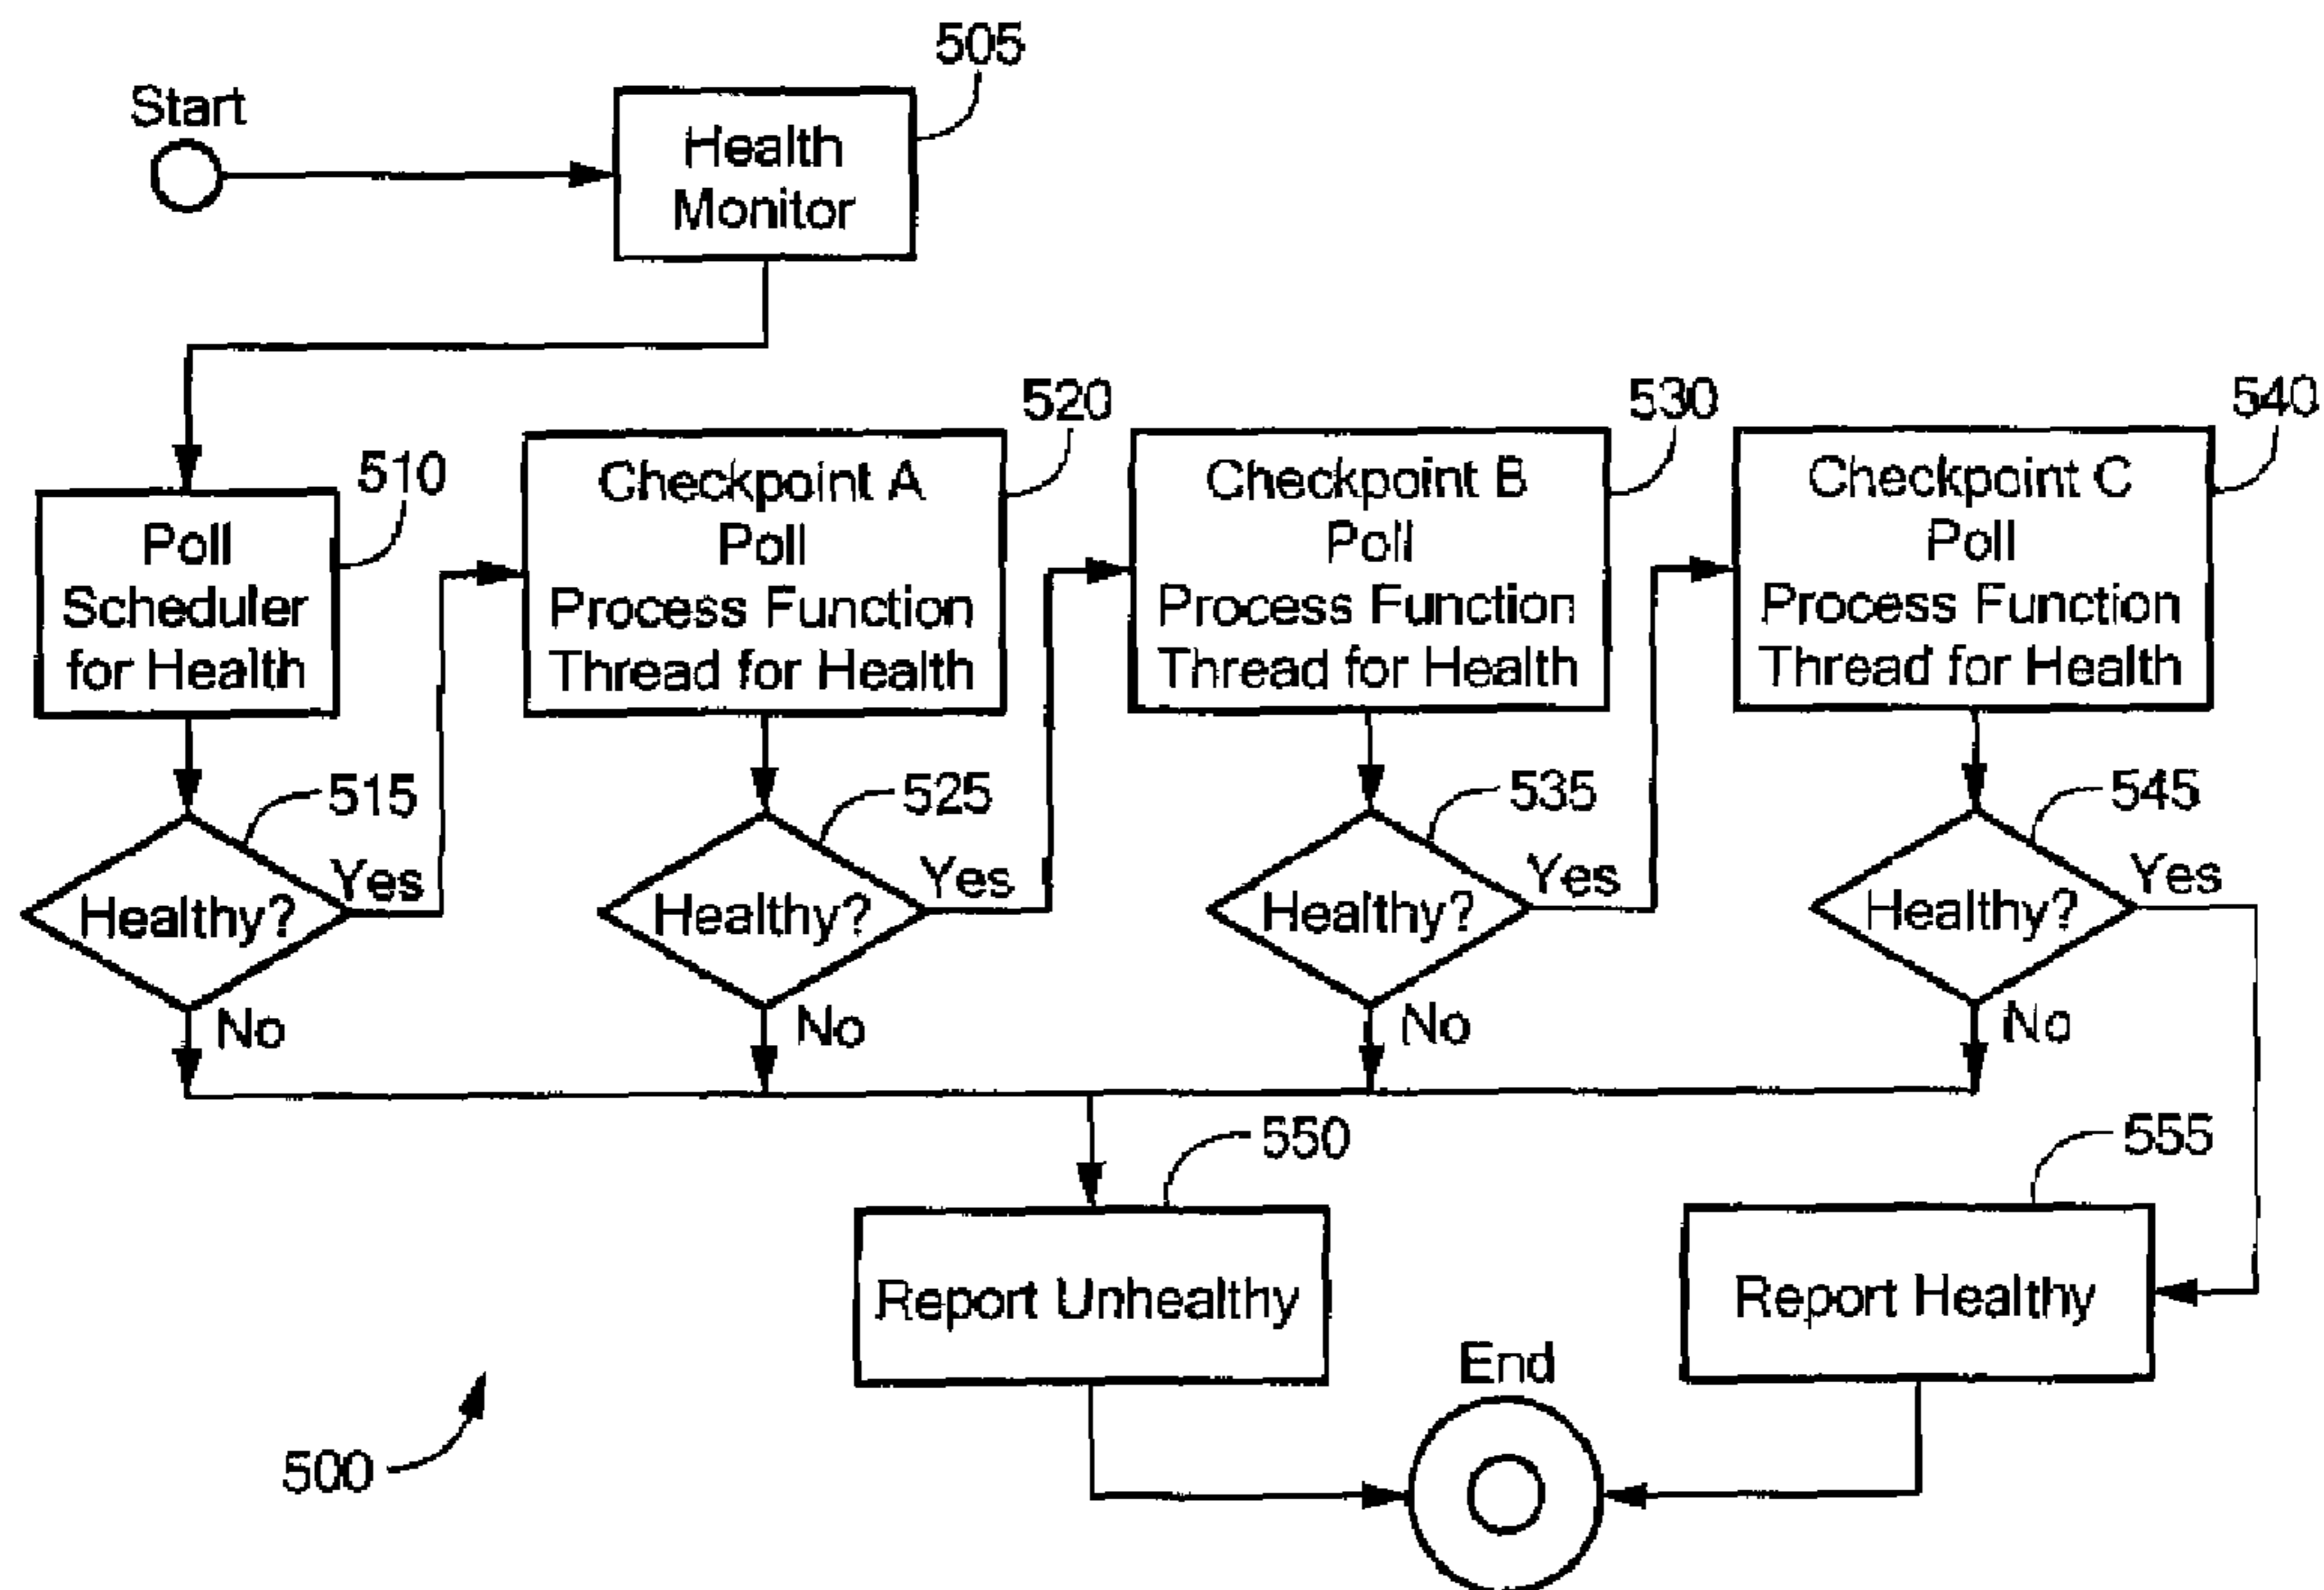 505
Start
Health
Monitor
510
Poll
Scheduler
for Health
520
Checkpoint A
Poll
Process Function
Thread for Health
530
Checkpoint B
Poll
Process Function
Thread for Health
540
Checkpoint C
Poll
Process Function
Thread for Health
515
Healthy?
Yes
No
525
Healthy?
Yes
No
535
Healthy?
Yes
No
545
Healthy?
Yes
No
550
Report Unhealthy
555
Report Healthy
End
500